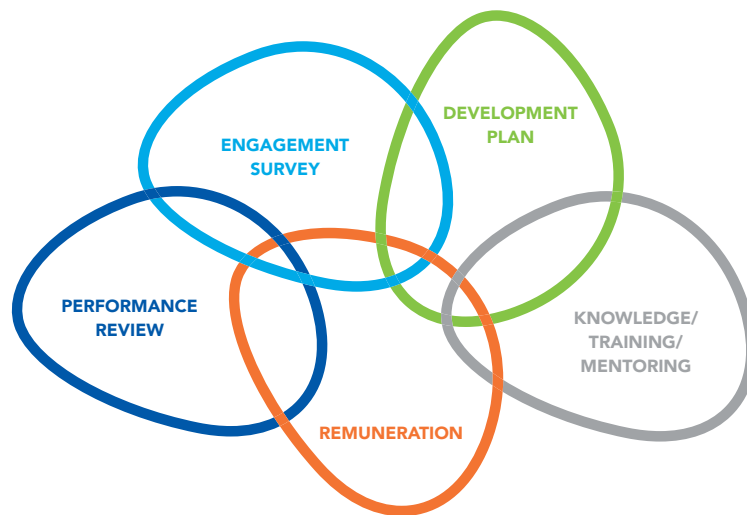 ENGAGEMENT
SURVEY
DEVELOPMENT
PLAN
PERFORMANCE
REVIEW
KNOWLEDGE/
TRAINING/
MENTORING
REMUNERATION